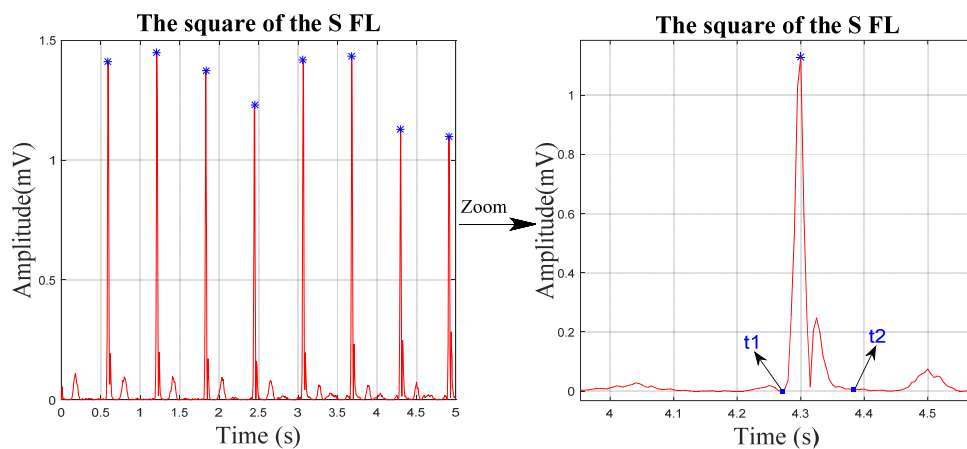 The square of the S FL
Amplitude(mV)
1.5
1
0.5
0
0 0.5 1 1.5 2 2.5 3 3.5 4 4.5 5
Time (s)
Zoom
The square of the S FL
Amplitude(mV)
1
0.8
0.6
0.4
0.2
0
t1
t2
4 4.1 4.2 4.3 4.4 4.5
Time (s)